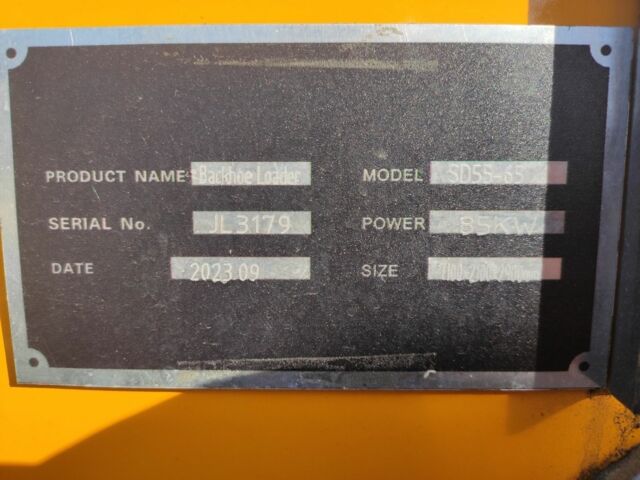 PRODUCT NAME Backhoe Loader MODEL SD55-65
SERIAL No. JL3179 POWER 85KW
DATE 2023.09 SIZE